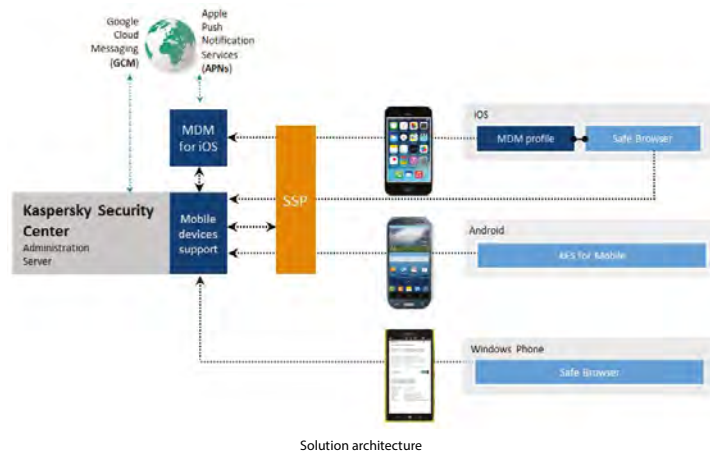 Google
Cloud
Messaging
(GCM)
Apple
Push
Notification
Services
(APNs)
MDM
for iOS
SSP
iOS
MDM profile
Safe Browser
Kaspersky Security
Center
Administration
Server
Mobile
devices
support
Android
KES for Mobile
Windows Phone
Safe Browser
Solution architecture